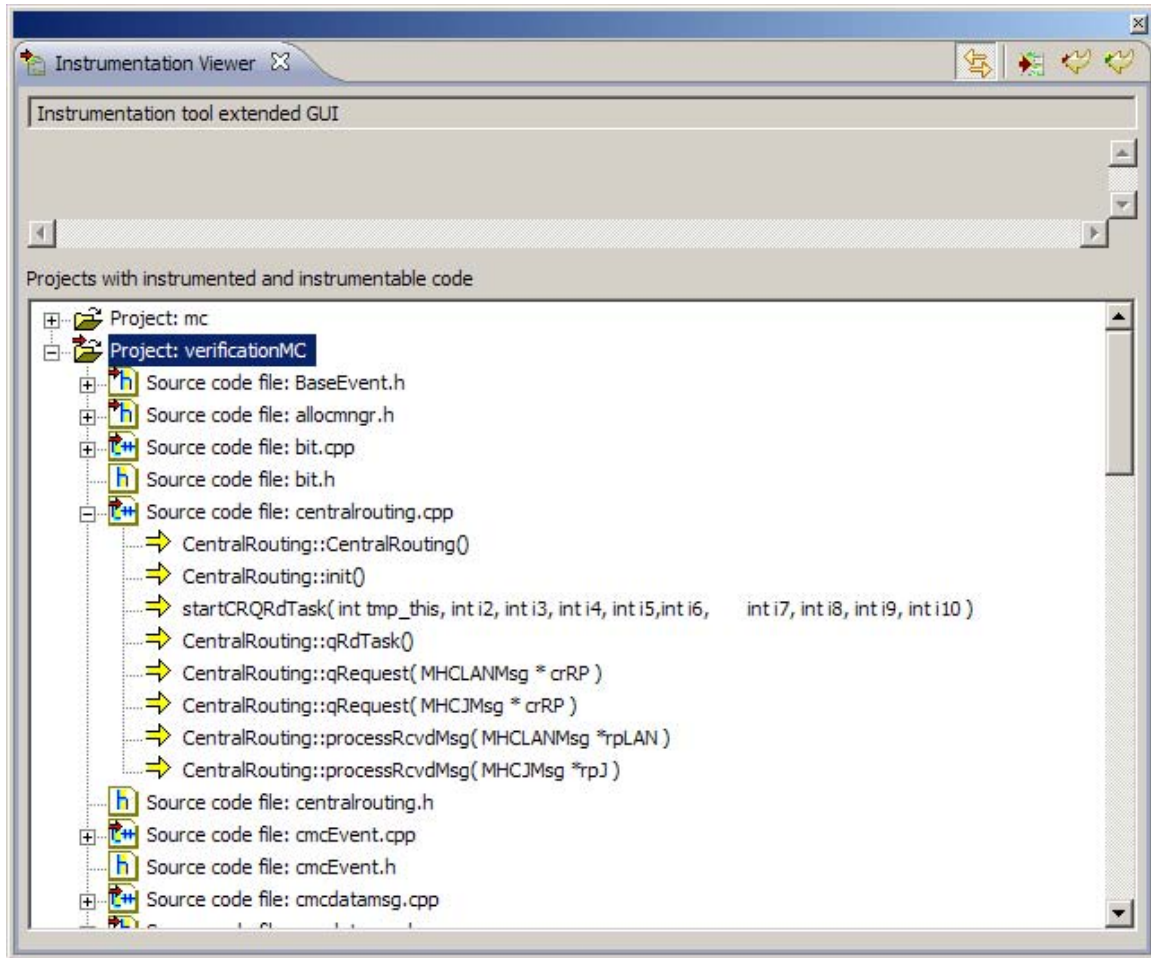 Instrumentation Viewer
Instrumentation tool extended GUI
Projects with instrumented and instrumentable code
Project: mc
Project: verificationMC
Source code file: BaseEvent.h
Source code file: allocmngr.h
Source code file: bit.cpp
Source code file: bit.h
Source code file: centralrouting.cpp
CentralRouting::CentralRouting()
CentralRouting::init()
startCRQRdTask( int tmp_this, int i2, int i3, int i4, int i5,int i6, int i7, int i8, int i9, int i10 )
CentralRouting::qRdTask()
CentralRouting::qRequest( MHCLANMsg * crRP )
CentralRouting::qRequest( MHCJMsg * crRP )
CentralRouting::processRcvdMsg( MHCLANMsg *rpLAN )
CentralRouting::processRcvdMsg( MHCJMsg *rpJ )
Source code file: centralrouting.h
Source code file: cmcEvent.cpp
Source code file: cmcEvent.h
Source code file: cmcdatamsg.cpp